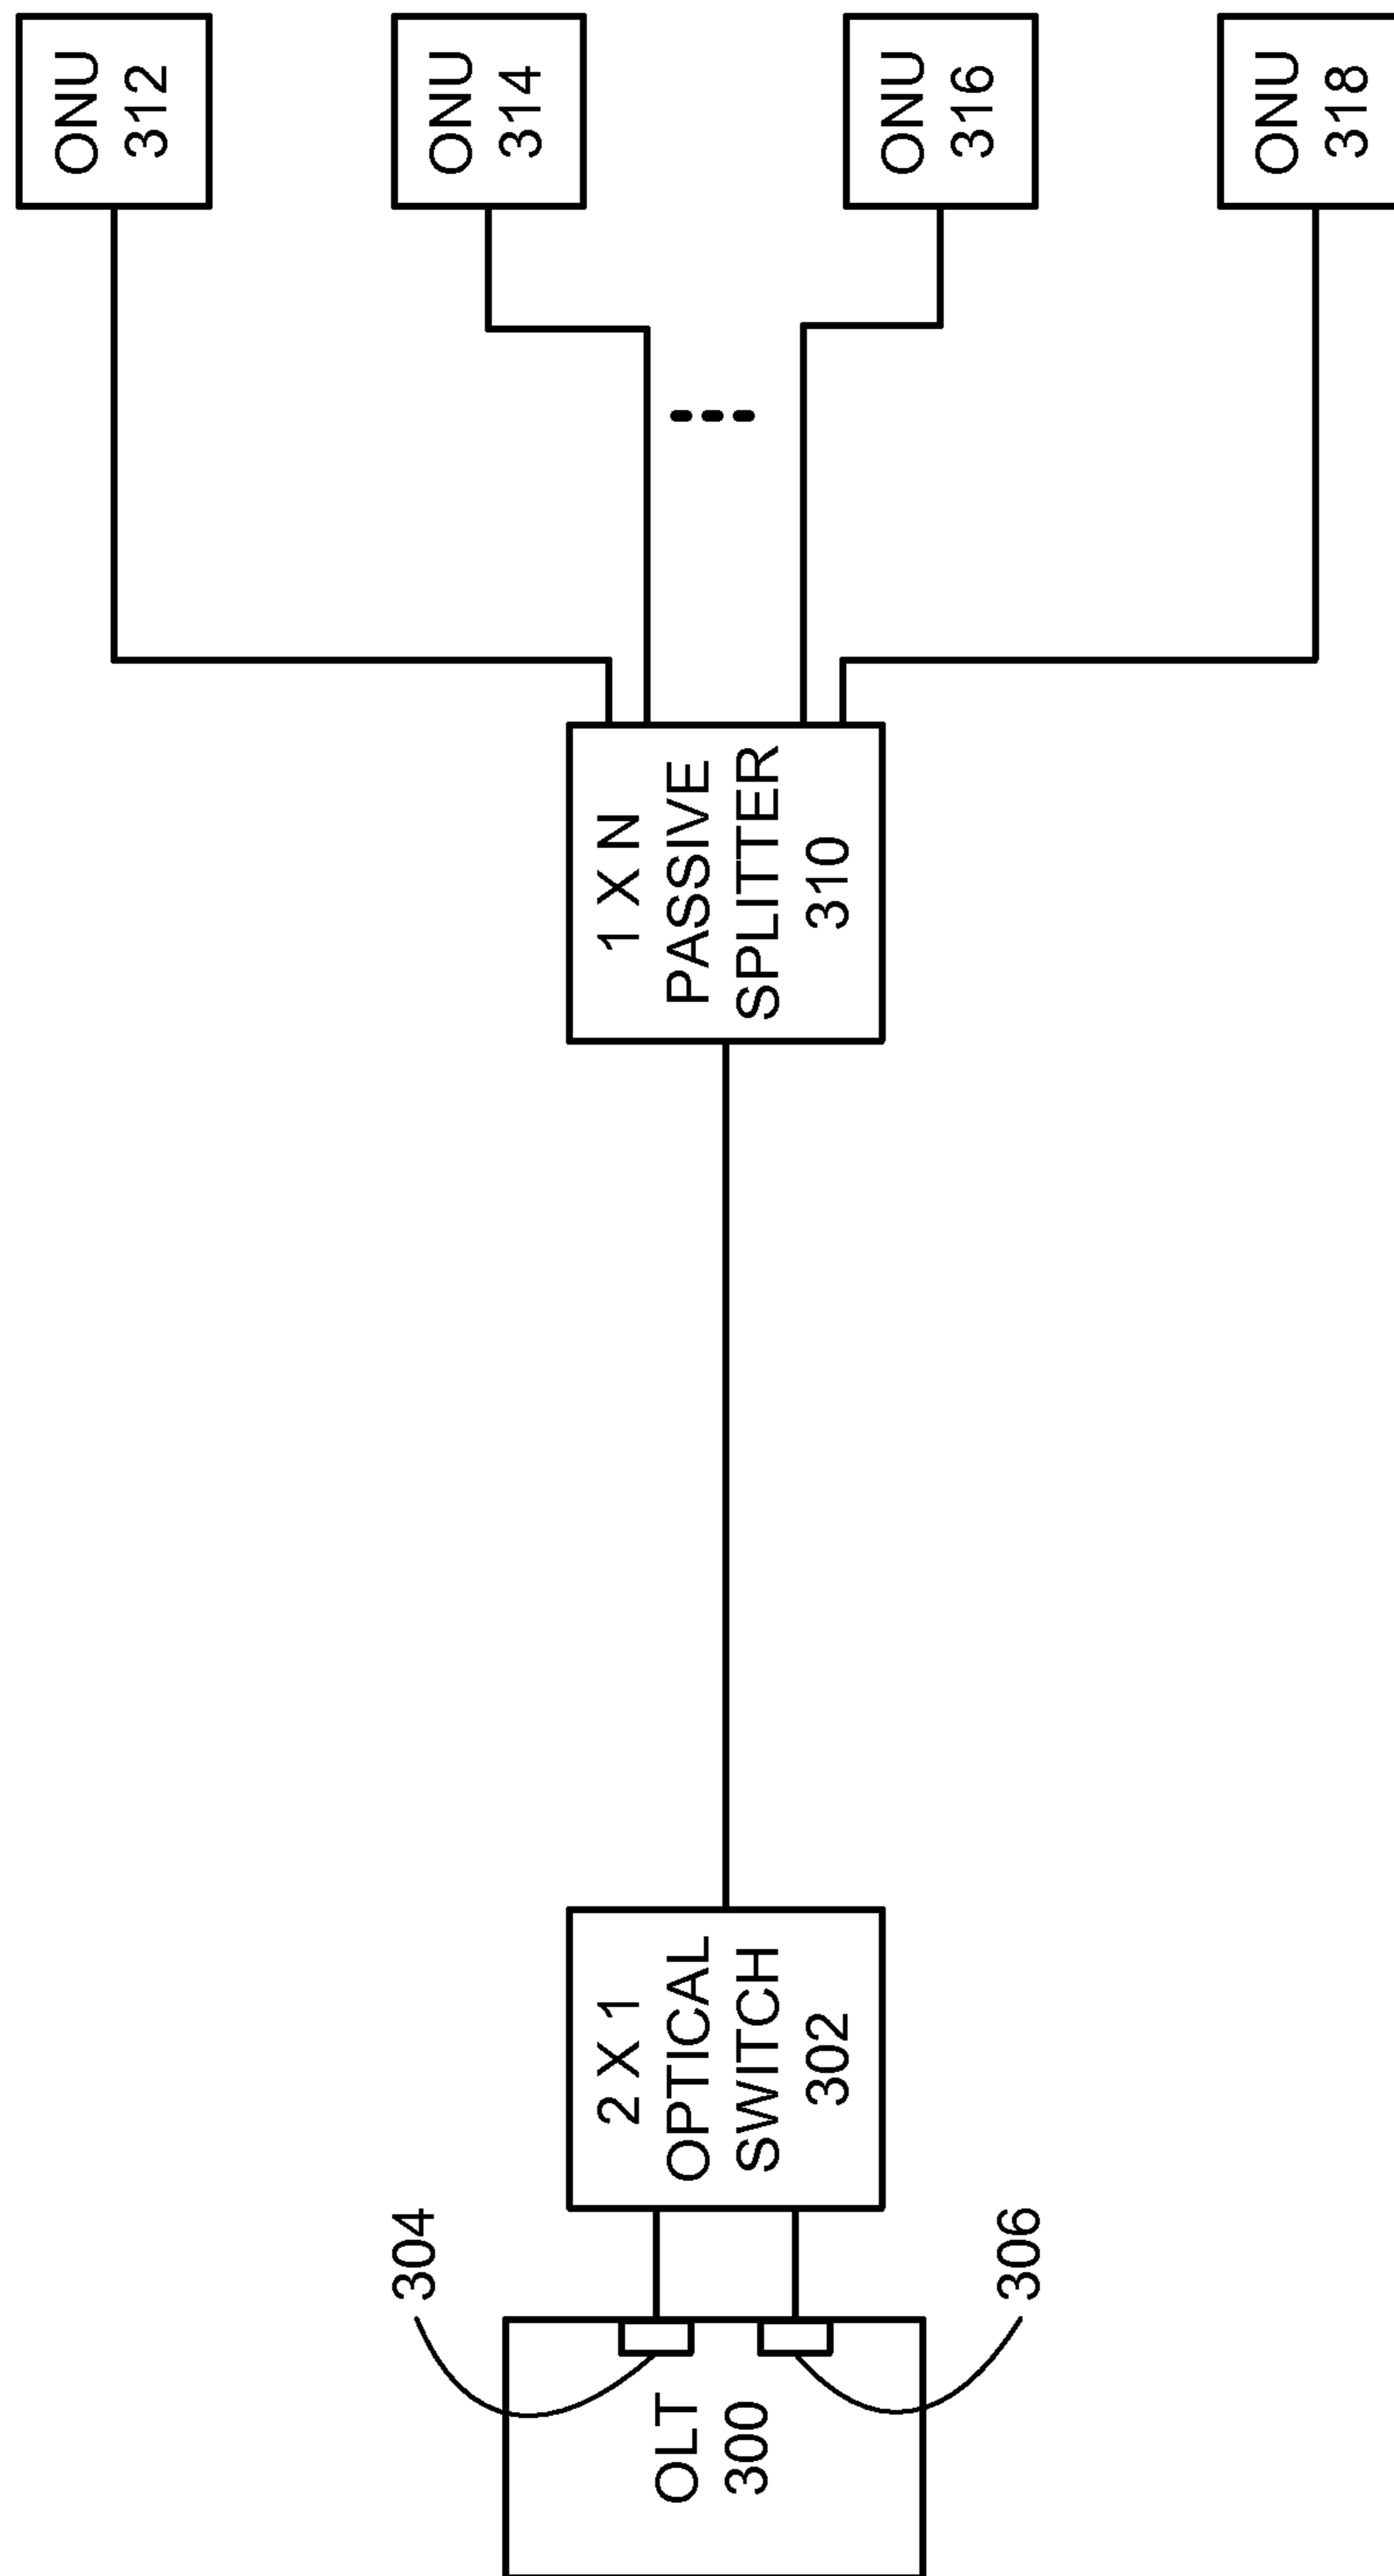 OLT
300
304
306
2 X 1
OPTICAL
SWITCH
302
1 X N
PASSIVE
SPLITTER
310
ONU
312
ONU
314
ONU
316
ONU
318